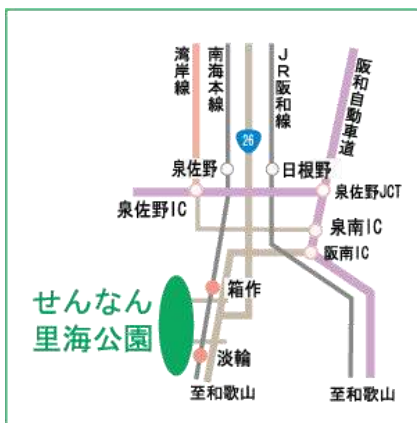 湾岸線
南海本線
JR阪和線
阪和自動車道
26
泉佐野
日根野
泉佐野IC
泉佐野JCT
泉南IC
阪南IC
せんなん
里海公園
箱作
淡輪
至和歌山
至和歌山